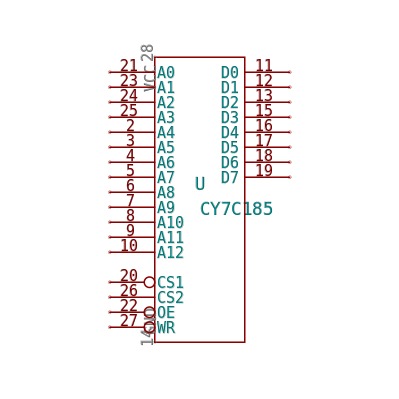 28
VCC
21 A0 D0 11
23 A1 D1 12
24 A2 D2 13
25 A3 D3 15
2 A4 D4 16
3 A5 D5 17
4 A6 D6 18
5 A7 D7 19
6 A8
U
7 A9
CY7C185
8 A10
9 A11
10 A12
20 CS1
26 CS2
22 OE
27 WR
14